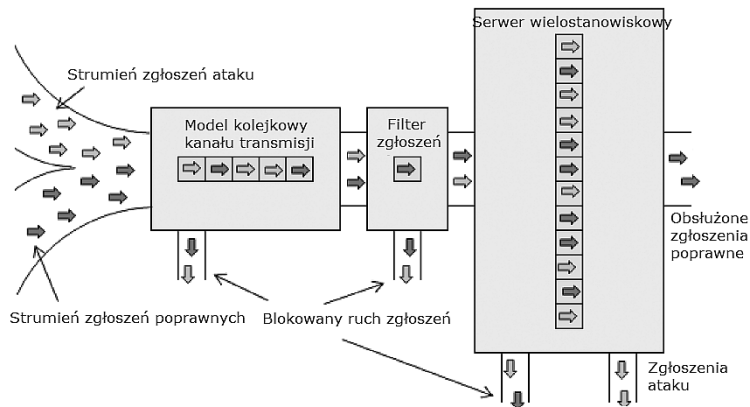 Serwer wielostanowiskowy
Strumień zgłoszeń ataku
Model kolejkowy
kanału transmisji
Filter
zgłoszeń
Obsłużone
zgłoszenia
poprawne
Strumień zgłoszeń poprawnych
Blokowany ruch zgłoszeń
Zgłoszenia
ataku